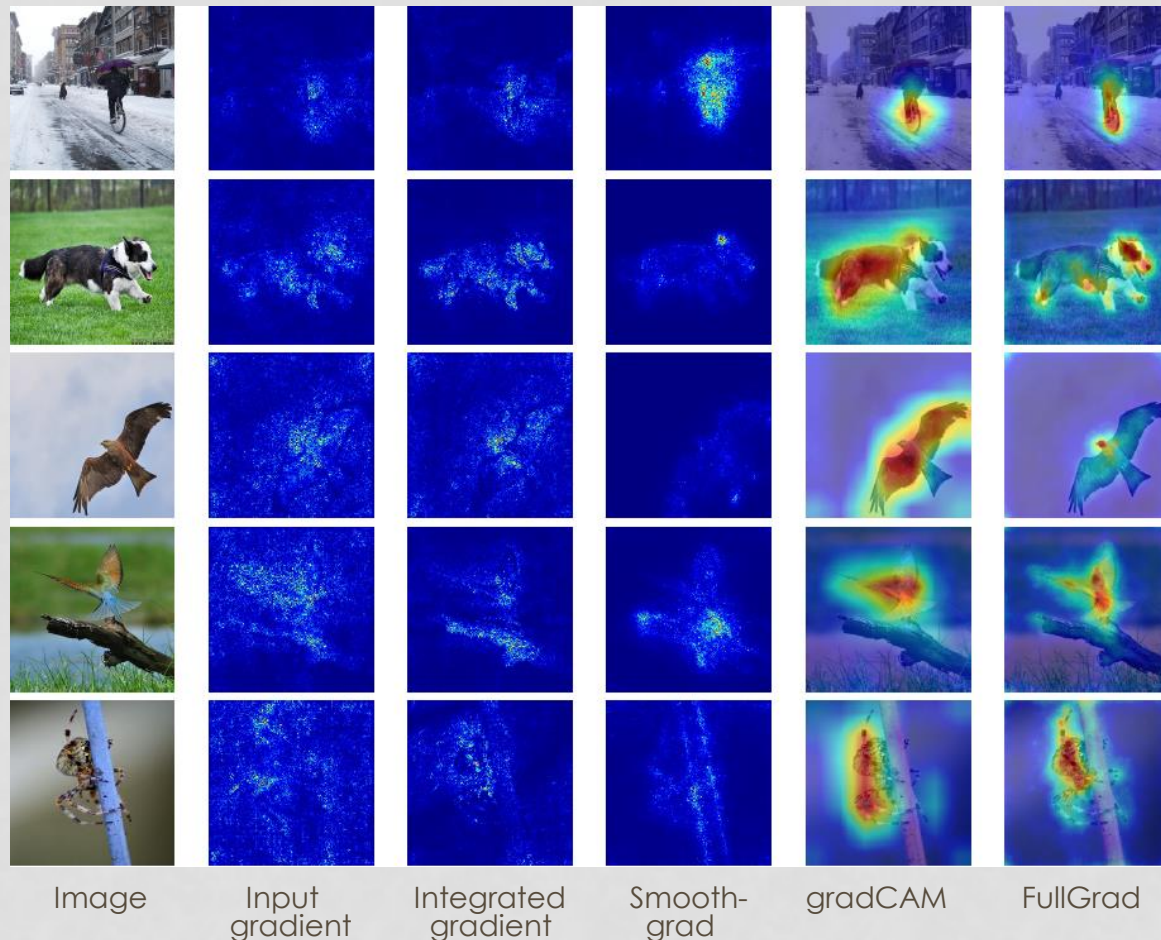 Image
Input
gradient
Integrated
gradient
Smooth-
grad
gradCAM
FullGrad